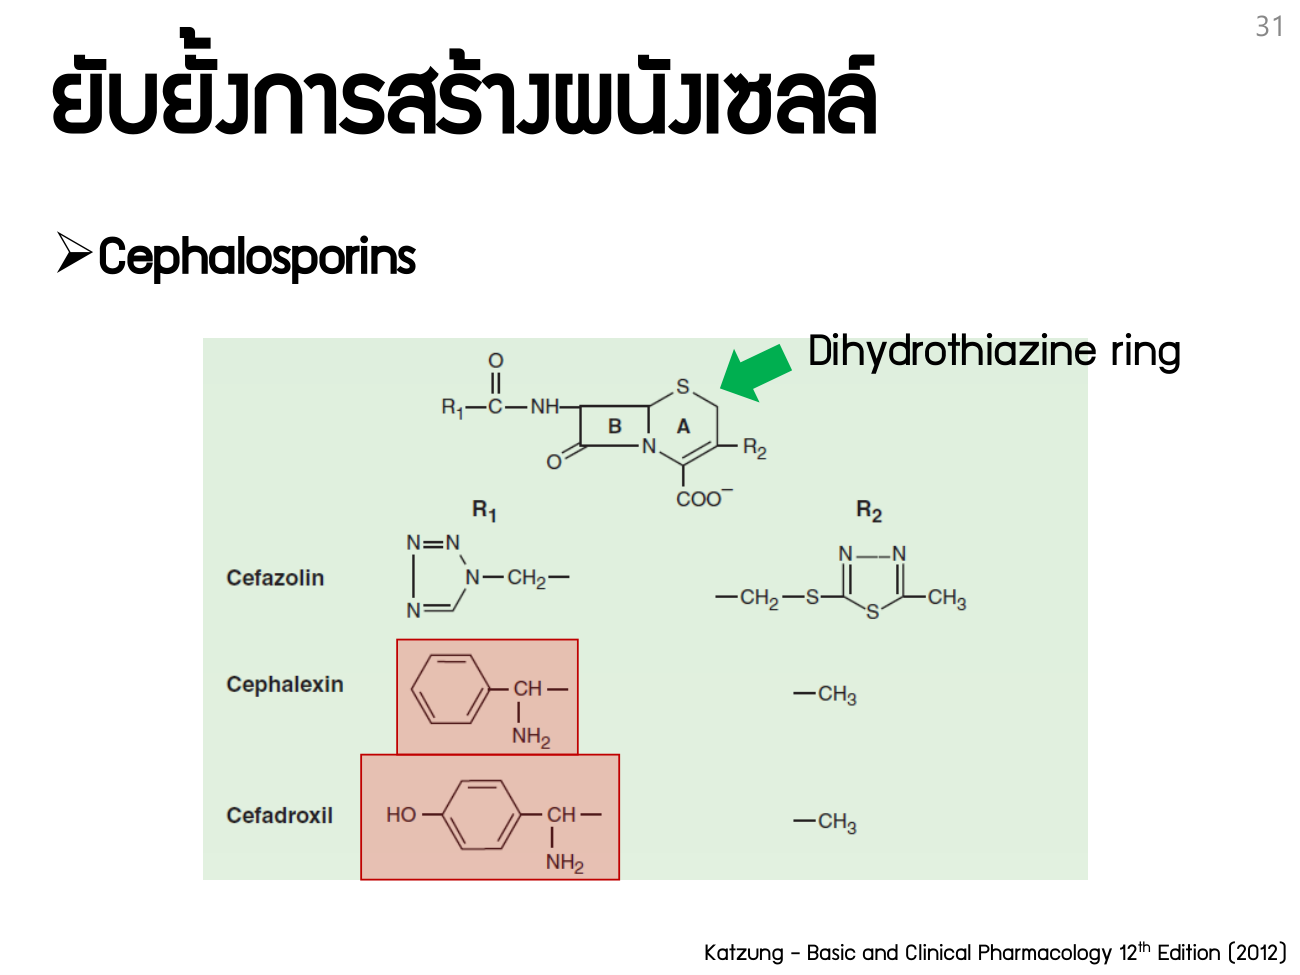 31
ยับยั้งการสร้างผนังเซลล์
➢Cephalosporins
Dihydrothiazine ring
O
S
R₁—C—NH
B
A
N
R₂
O
COO⁻
R₁
R₂
N=N
N—N
Cefazolin
N—CH₂—
—CH₂—S
CH₃
N
S
Cephalexin
CH—
—CH₃
NH₂
Cefadroxil
HO
CH—
—CH₃
NH₂
Katzung - Basic and Clinical Pharmacology 12th Edition (2012)